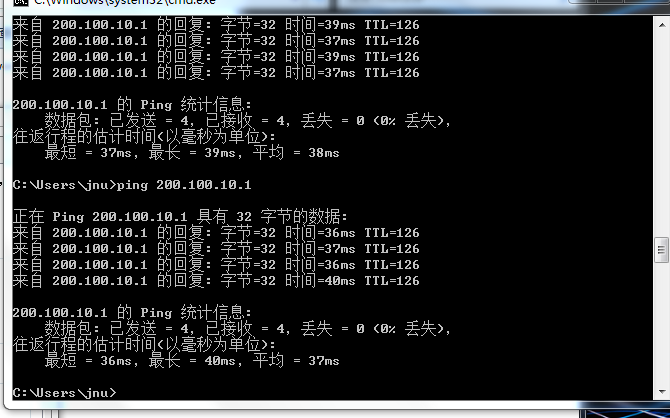 C:\Windows\system32\cmd.exe
来自 200.100.10.1 的回复: 字节=32 时间=39ms TTL=126
来自 200.100.10.1 的回复: 字节=32 时间=37ms TTL=126
来自 200.100.10.1 的回复: 字节=32 时间=39ms TTL=126
来自 200.100.10.1 的回复: 字节=32 时间=37ms TTL=126
200.100.10.1 的 Ping 统计信息:
数据包: 已发送 = 4, 已接收 = 4, 丢失 = 0 (0% 丢失),
往返行程的估计时间(以毫秒为单位):
最短 = 37ms, 最长 = 39ms, 平均 = 38ms
C:\Users\jnu>ping 200.100.10.1
正在 Ping 200.100.10.1 具有 32 字节的数据:
来自 200.100.10.1 的回复: 字节=32 时间=36ms TTL=126
来自 200.100.10.1 的回复: 字节=32 时间=37ms TTL=126
来自 200.100.10.1 的回复: 字节=32 时间=36ms TTL=126
来自 200.100.10.1 的回复: 字节=32 时间=40ms TTL=126
200.100.10.1 的 Ping 统计信息:
数据包: 已发送 = 4, 已接收 = 4, 丢失 = 0 (0% 丢失),
往返行程的估计时间(以毫秒为单位):
最短 = 36ms, 最长 = 40ms, 平均 = 37ms
C:\Users\jnu>